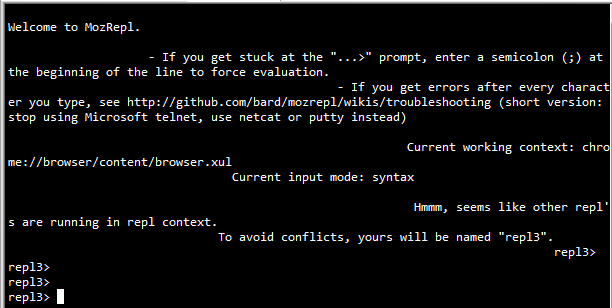 Welcome to MozRepl.
- If you get stuck at the "...>" prompt, enter a semicolon (;) at
the beginning of the line to force evaluation.
- If you get errors after every charact
er you type, see http://github.com/bard/mozrepl/wikis/troubleshooting (short version:
stop using Microsoft telnet, use netcat or putty instead)
Current working context: chro
me://browser/content/browser.xul
Current input mode: syntax
Hmmm, seems like other repl'
s are running in repl context.
To avoid conflicts, yours will be named "repl3".
repl3>
repl3>
repl3>
repl3>